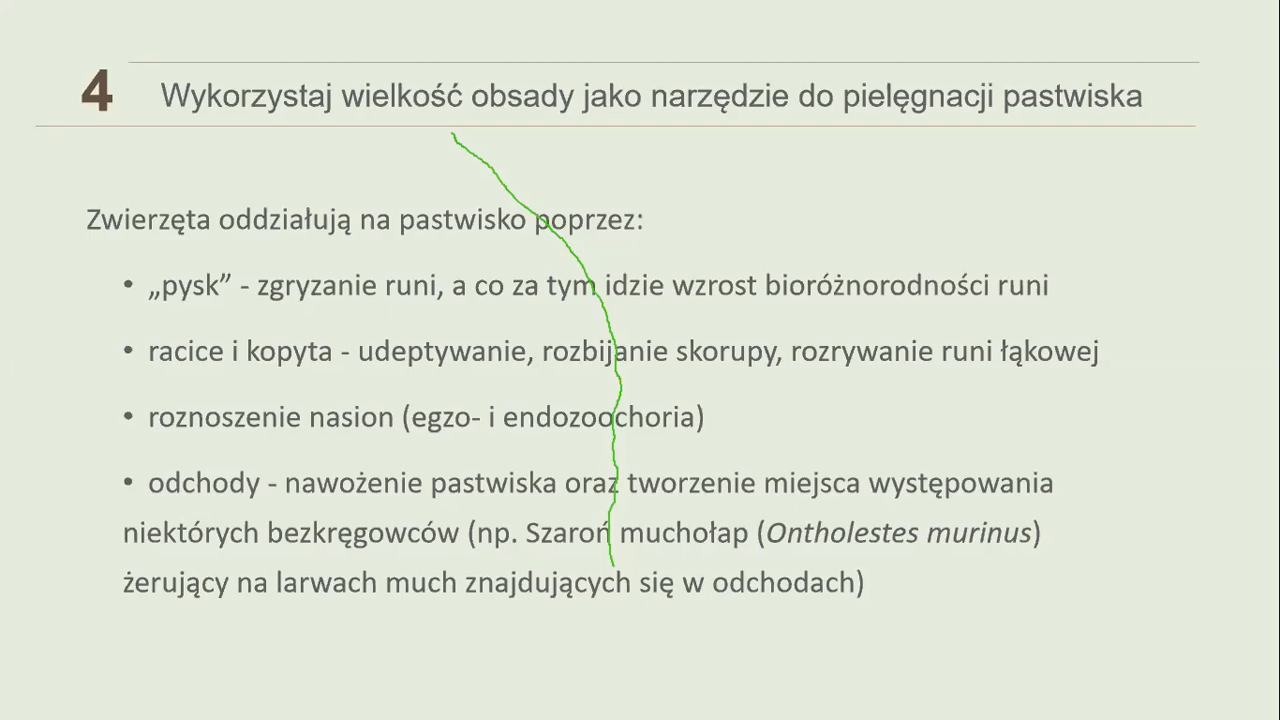 4 Wykorzystaj wielkość obsady jako narzędzie do pielęgnacji pastwiska
Zwierzęta oddziałują na pastwisko poprzez:
• „pysk” - zgryzanie runi, a co za tym idzie wzrost bioróżnorodności runi
• racice i kopyta - udeptywanie, rozbijanie skorupy, rozrywanie runi łąkowej
• roznoszenie nasion (egzo- i endozoochoria)
• odchody - nawożenie pastwiska oraz tworzenie miejsca występowania
niektórych bezkręgowców (np. Szaroń muchołap (Ontholestes murinus)
żerujący na larwach much znajdujących się w odchodach)